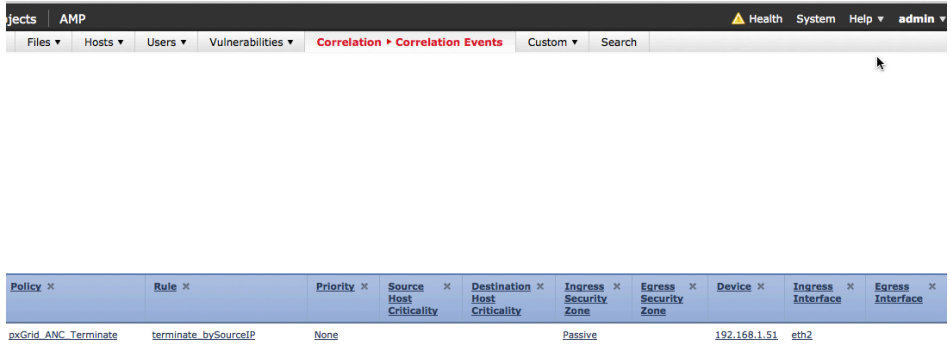 jects AMP Health System Help ▾ admin ▾
Files ▾ Hosts ▾ Users ▾ Vulnerabilities ▾ Correlation ▸ Correlation Events Custom ▾ Search
Policy × Rule × Priority × Source × Destination × Ingress × Egress × Device × Ingress × Egress ×
Host Host Security Security Interface Interface
Criticality Criticality Zone Zone
pxGrid_ANC_Terminate terminate_bySourceIP None Passive 192.168.1.51 eth2